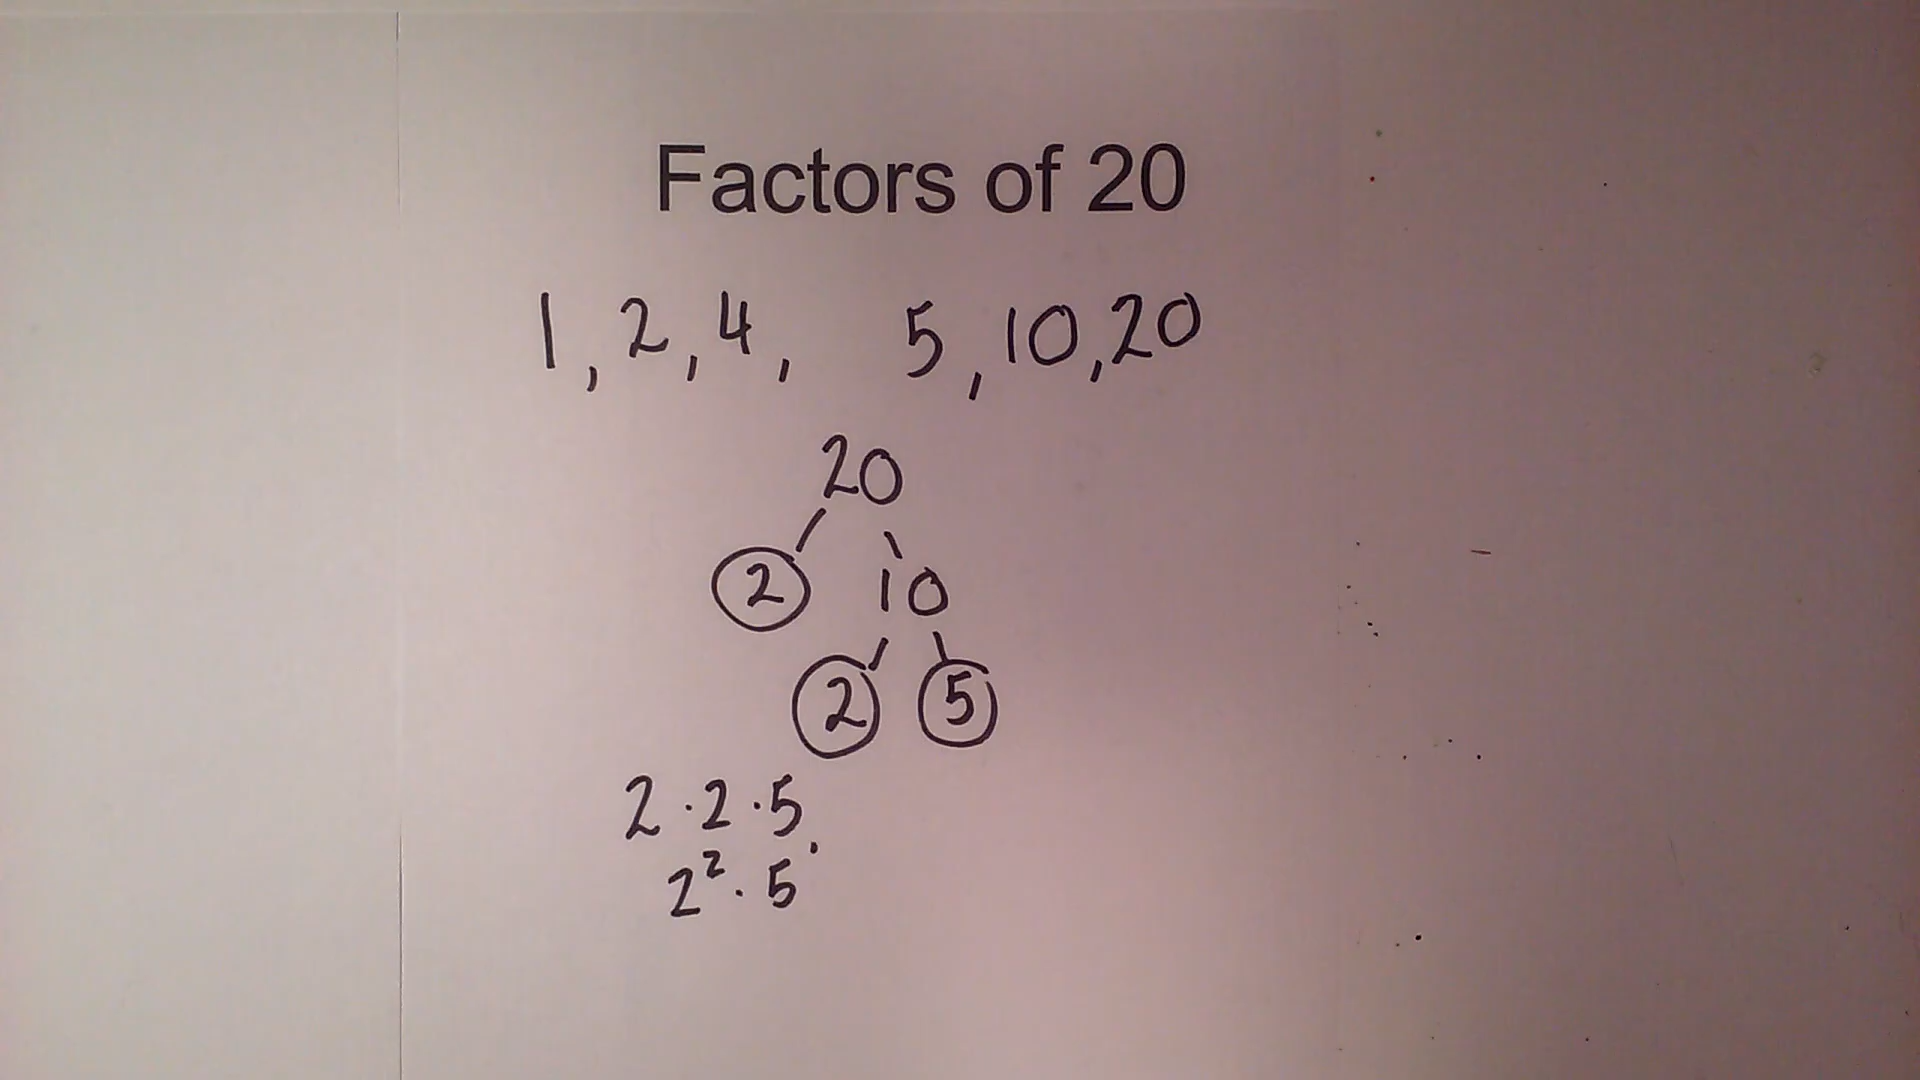 Factors of 20
1, 2, 4, 5, 10, 20
20
2 10
2 5
2 · 2 · 5
2² · 5